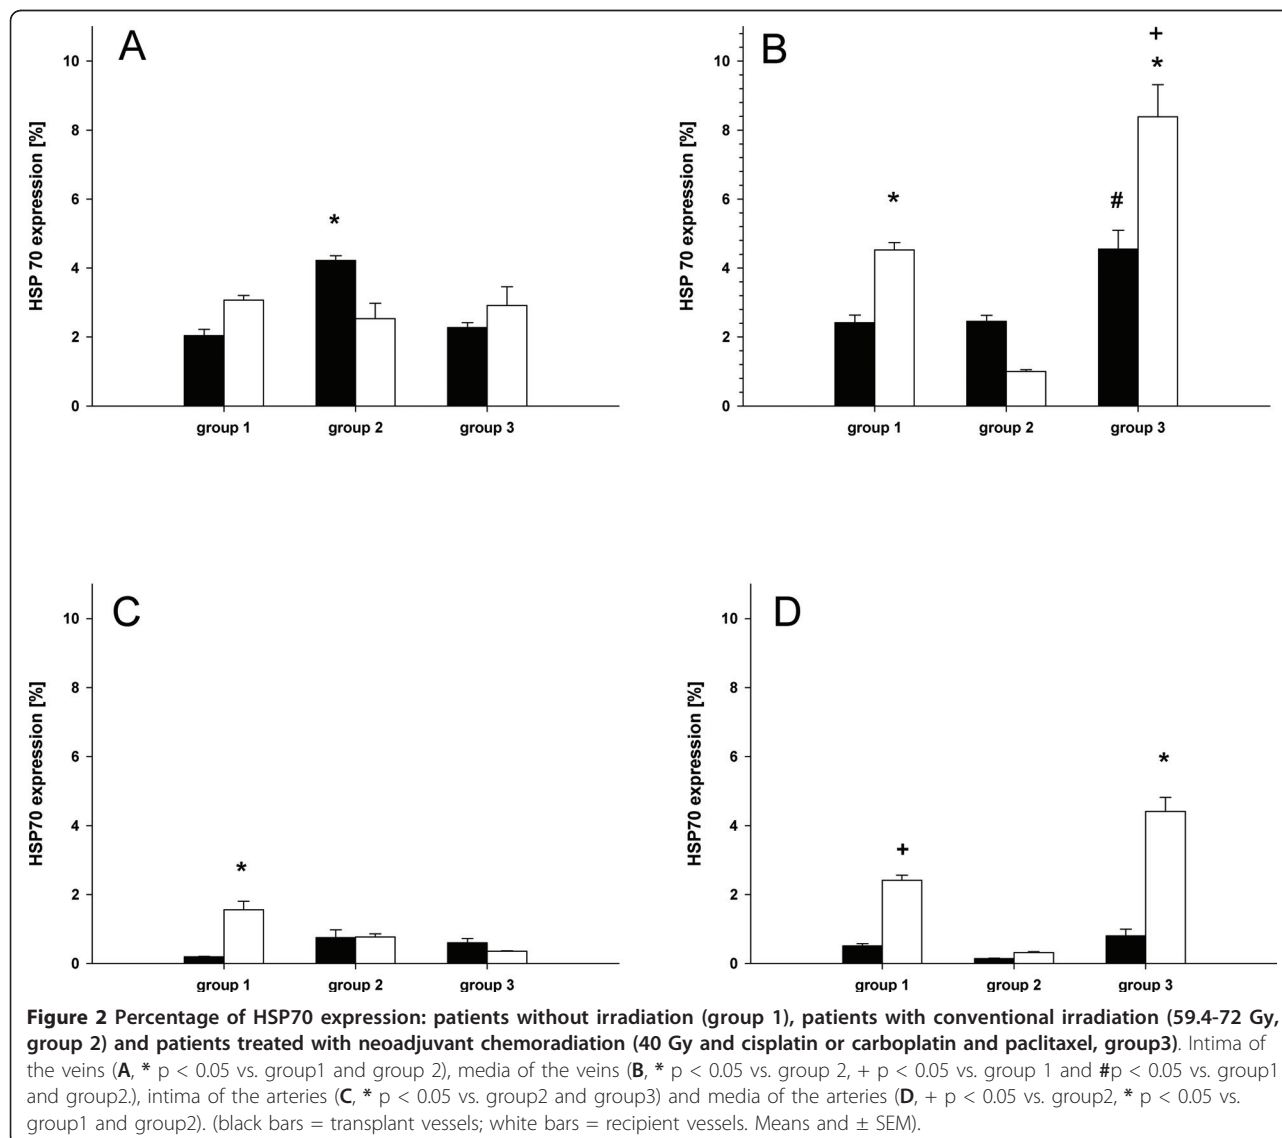 A
HSP 70 expression [%]
10
8
6
4
2
0
*
group 1
group 2
group 3
B
HSP 70 expression [%]
10
8
6
4
2
0
*
#
+
*
group 1
group 2
group 3
C
HSP70 expression [%]
10
8
6
4
2
0
*
group 1
group 2
group 3
D
HSP70 expression [%]
10
8
6
4
2
0
+
*
group 1
group 2
group 3
Figure 2 Percentage of HSP70 expression: patients without irradiation (group 1), patients with conventional irradiation (59.4-72 Gy,
group 2) and patients treated with neoadjuvant chemoradiation (40 Gy and cisplatin or carboplatin and paclitaxel, group3). Intima of
the veins (A, * p < 0.05 vs. group1 and group 2), media of the veins (B, * p < 0.05 vs. group 2, + p < 0.05 vs. group 1 and #p < 0.05 vs. group1
and group2.), intima of the arteries (C, * p < 0.05 vs. group2 and group3) and media of the arteries (D, + p < 0.05 vs. group2, * p < 0.05 vs.
group1 and group2). (black bars = transplant vessels; white bars = recipient vessels. Means and ± SEM).